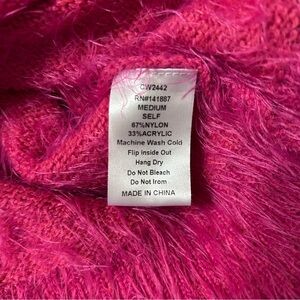 CW2442
RN#141887
MEDIUM
SELF
67%NYLON
33%ACRYLIC
Machine Wash Cold
Flip Inside Out
Hang Dry
Do Not Bleach
Do Not Irom
MADE IN CHINA